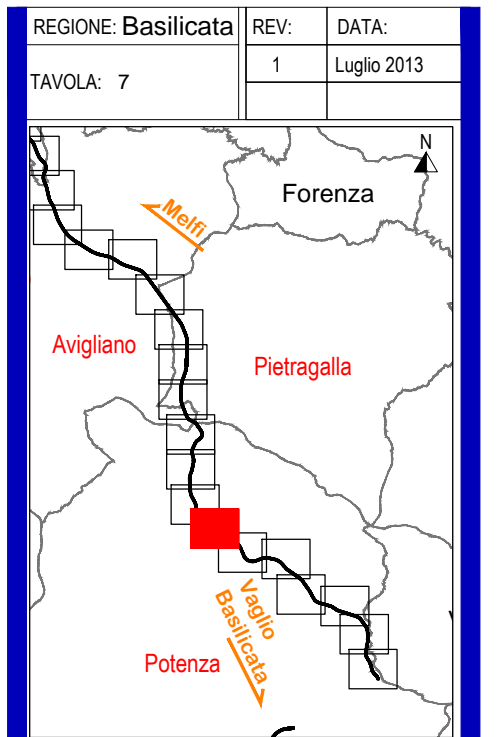 REGIONE: Basilicata
REV:
DATA:
TAVOLA: 7
1
Luglio 2013
N
Forenza
Melfi
Avigliano
Pietragalla
Vaglio
Basilicata
Potenza